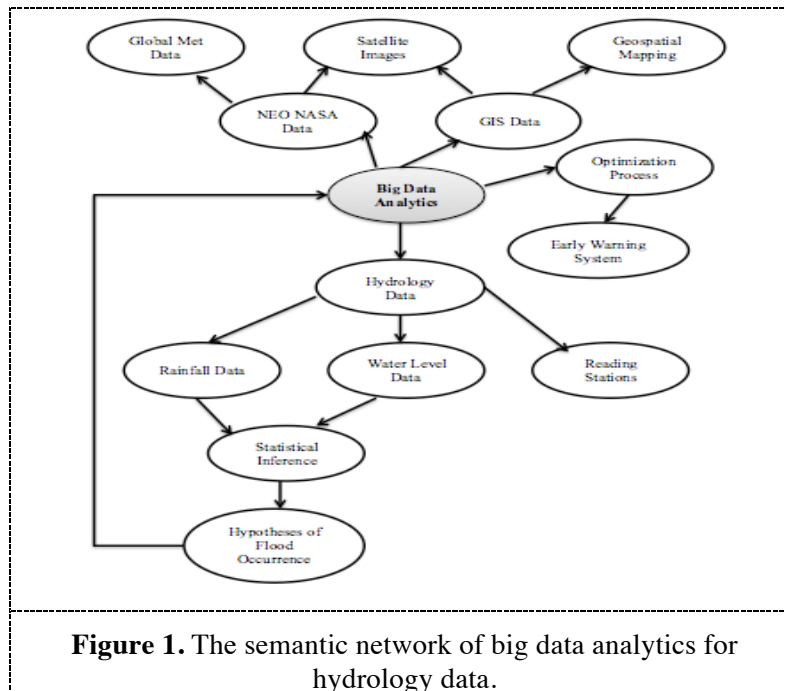 Global Met
Data
Satellite
Images
Geospatial
Mapping
NEO NASA
Data
GIS Data
Optimization
Process
Big Data
Analytics
Early Warning
System
Hydrology
Data
Rainfall Data
Water Level
Data
Reading
Stations
Statistical
Inference
Hypotheses of
Flood
Occurrence
Figure 1. The semantic network of big data analytics for
hydrology data.